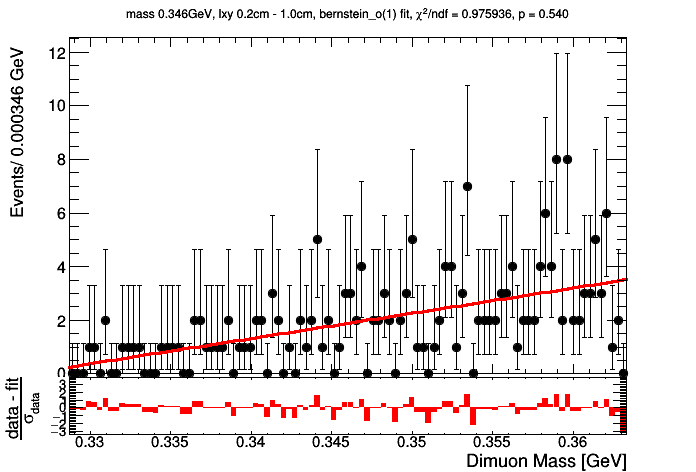 mass 0.346GeV, lxy 0.2cm - 1.0cm, bernstein_o(1) fit, χ²/ndf = 0.975936, p = 0.540
Events/ 0.000346 GeV
12
10
8
6
4
2
0
data - fit
σdata
3
2
1
0
−1
−2
−3
0.33 0.335 0.34 0.345 0.35 0.355 0.36
Dimuon Mass [GeV]